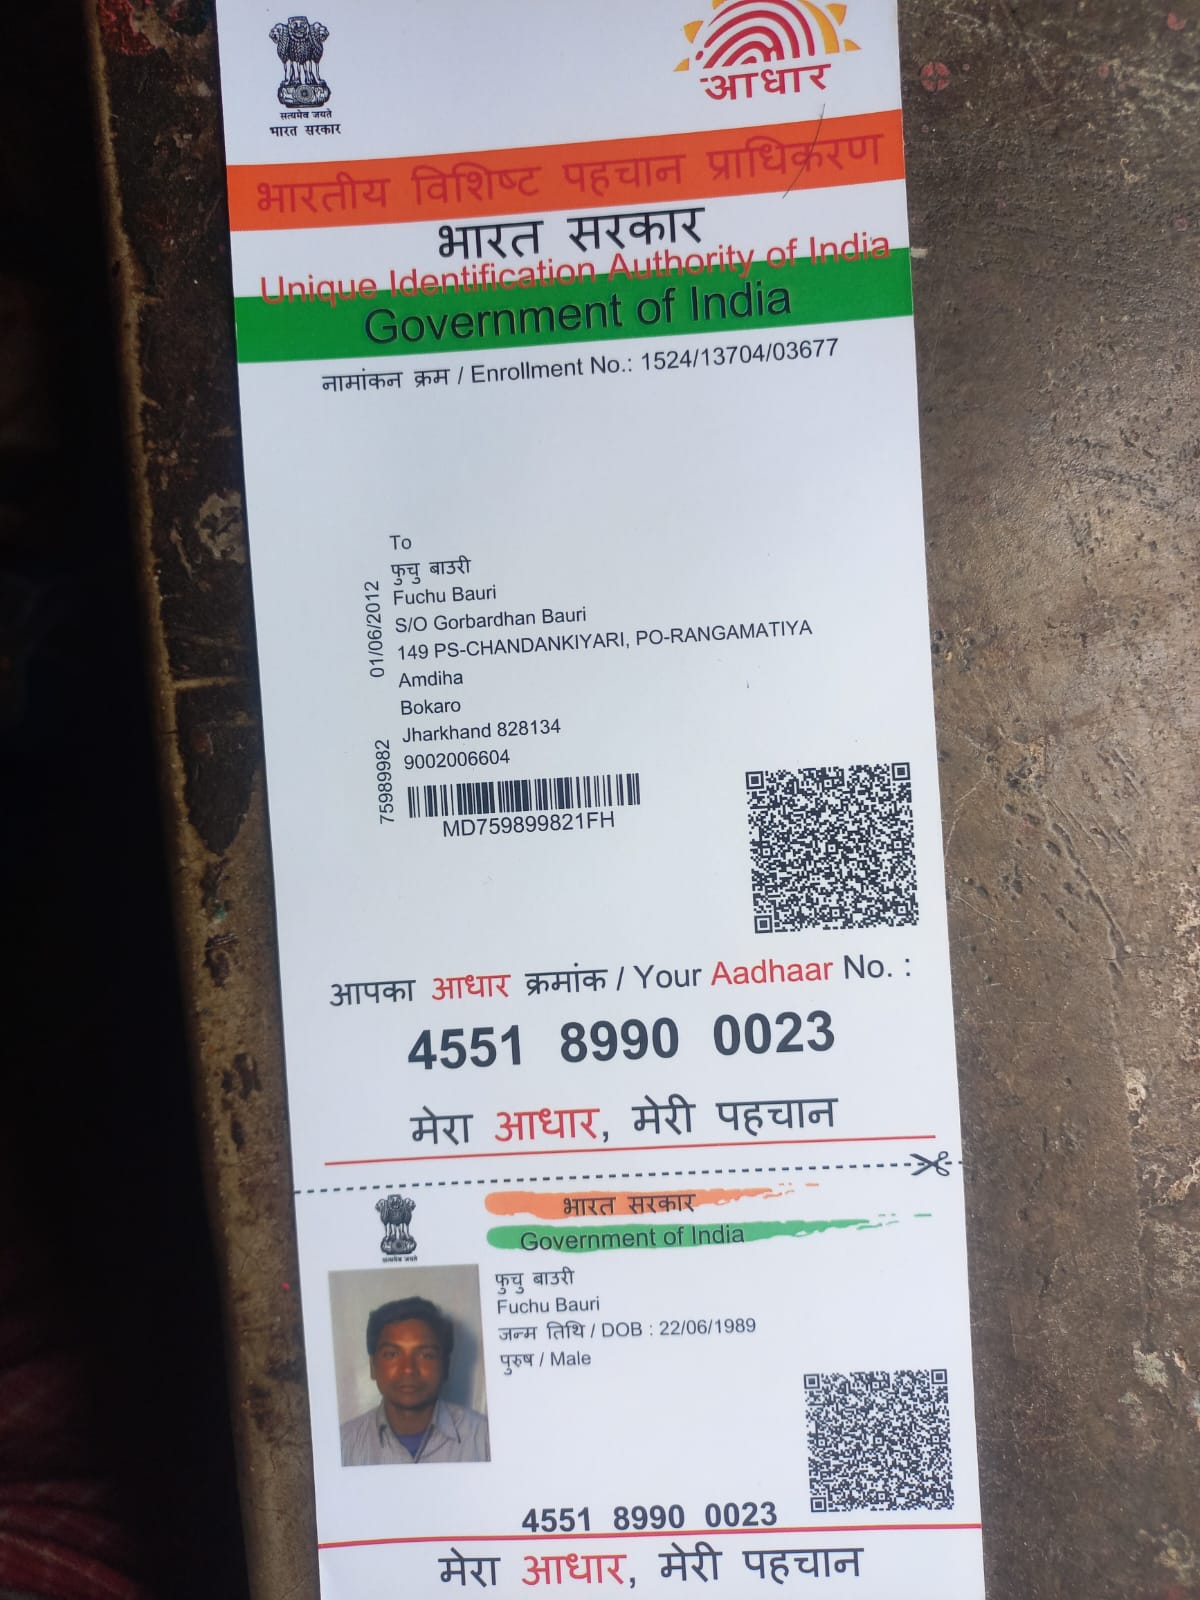 सत्यमेव जयते
भारत सरकार
आधार
भारतीय विशिष्ट पहचान प्राधिकरण
भारत सरकार
Unique Identification Authority of India
Government of India
नामांकन क्रम / Enrollment No.: 1524/13704/03677
To
फुचु बाउरी
Fuchu Bauri
S/O Gorbardhan Bauri
149 PS-CHANDANKIYARI, PO-RANGAMATIYA
Amdiha
Bokaro
Jharkhand 828134
9002006604
01/06/2012
75989982
MD759899821FH
आपका आधार क्रमांक / Your Aadhaar No. :
4551 8990 0023
मेरा आधार, मेरी पहचान
सत्यमेव जयते
भारत सरकार
Government of India
फुचु बाउरी
Fuchu Bauri
जन्म तिथि / DOB : 22/06/1989
पुरुष / Male
4551 8990 0023
मेरा आधार, मेरी पहचान